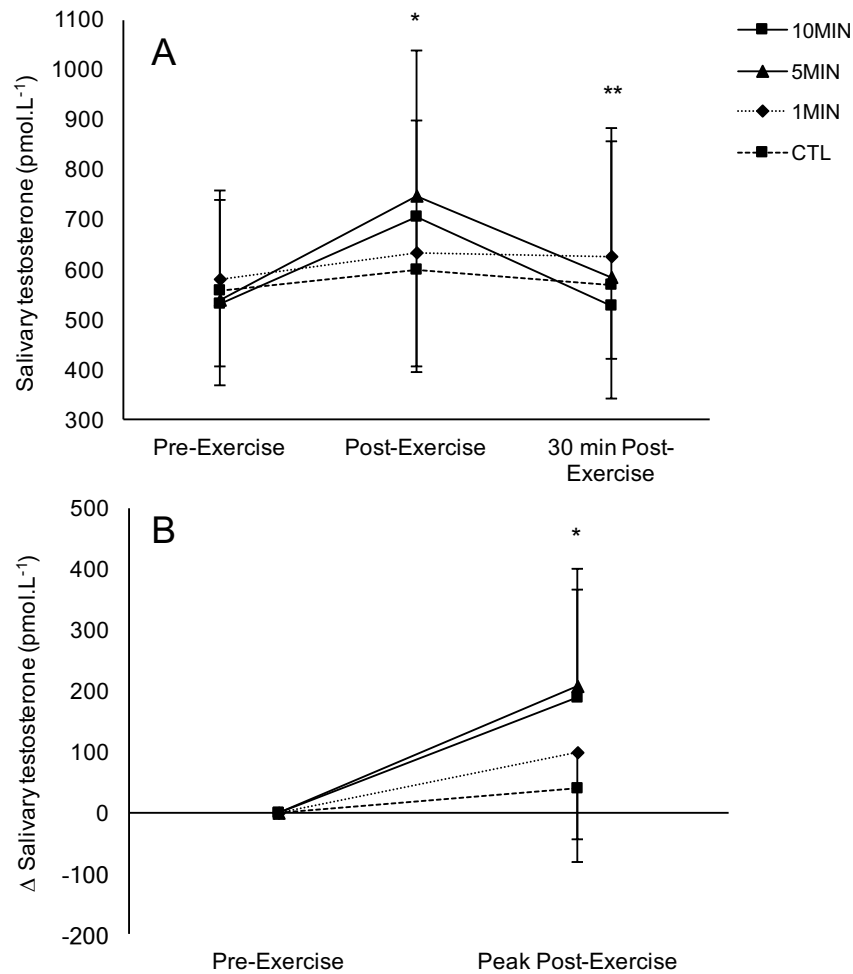 1100
1000
900
800
700
600
500
400
300
Salivary testosterone (pmol.L-1)
A
*
**
10MIN
5MIN
1MIN
CTL
Pre-Exercise
Post-Exercise
30 min Post-
Exercise
500
400
300
200
100
0
-100
-200
Δ Salivary testosterone (pmol.L-1)
B
*
Pre-Exercise
Peak Post-Exercise